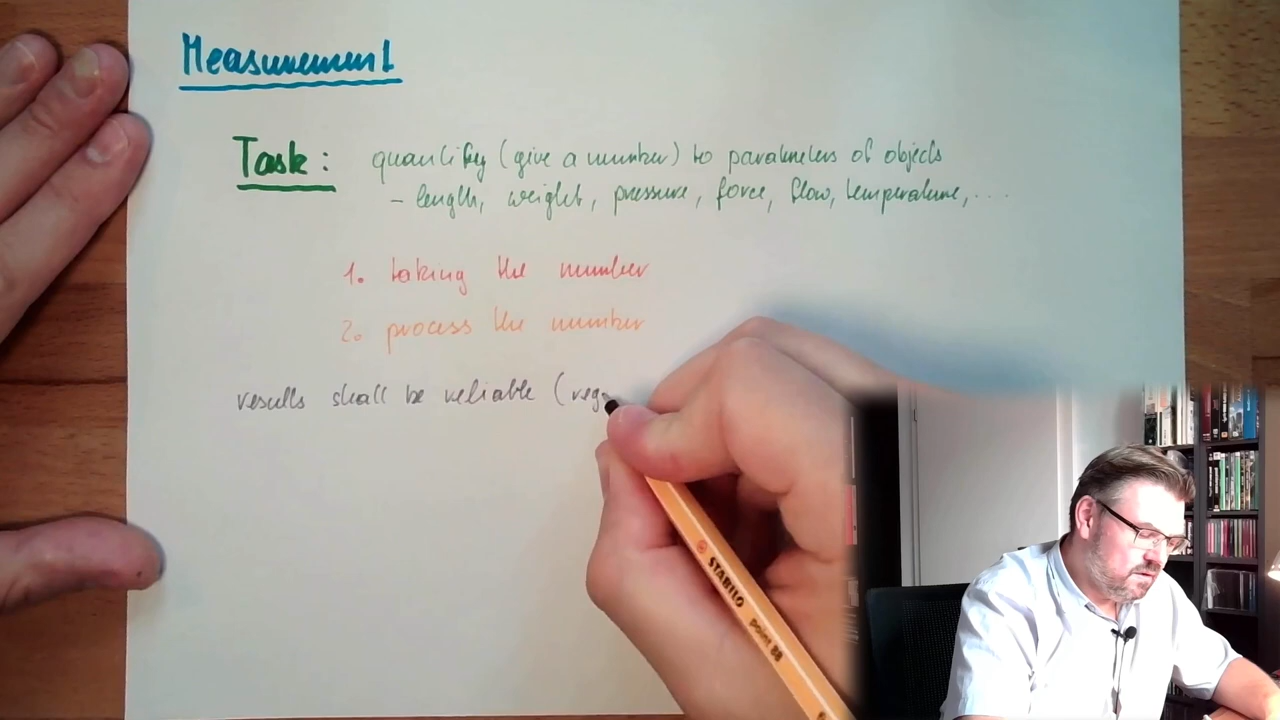 Measurement
Task: quantify (give a number) to parameters of objects
- length, weight, pressure, force, flow, temperature, ....
1. taking the number
2. process the number
results shall be reliable (reg
STABILO point 88